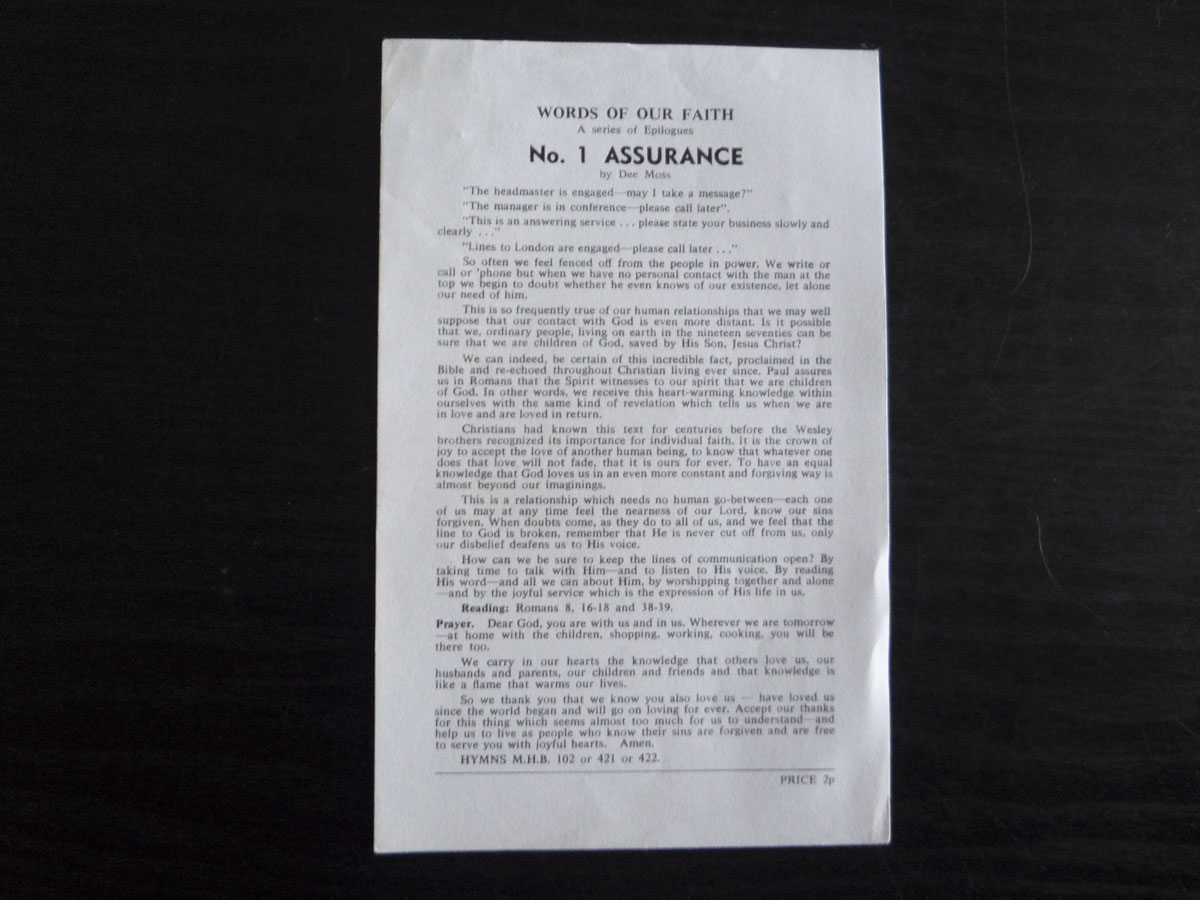 WORDS OF OUR FAITH
A series of Epilogues
No. 1 ASSURANCE
by Dee Moss
"The headmaster is engaged—may I take a message?"
"The manager is in conference—please call later".
"This is an answering service . . . please state your business slowly and
clearly . . ."
"Lines to London are engaged—please call later . . ."
So often we feel fenced off from the people in power. We write or
call or 'phone but when we have no personal contact with the man at the
top we begin to doubt whether he even knows of our existence, let alone
our need of him.
This is so frequently true of our human relationships that we may well
suppose that our contact with God is even more distant. Is it possible
that we, ordinary people, living on earth in the nineteen seventies can be
sure that we are children of God, saved by His Son, Jesus Christ?
We can indeed, be certain of this incredible fact, proclaimed in the
Bible and re-echoed throughout Christian living ever since. Paul assures
us in Romans that the Spirit witnesses to our spirit that we are children
of God. In other words, we receive this heart-warming knowledge within
ourselves with the same kind of revelation which tells us when we are
in love and are loved in return.
Christians had known this text for centuries before the Wesley
brothers recognized its importance for individual faith. It is the crown of
joy to accept the love of another human being, to know that whatever one
does that love will not fade, that it is ours for ever. To have an equal
knowledge that God loves us in an even more constant and forgiving way is
almost beyond our imaginings.
This is a relationship which needs no human go-between—each one
of us may at any time feel the nearness of our Lord, know our sins
forgiven. When doubts come, as they do to all of us, and we feel that the
line to God is broken, remember that He is never cut off from us, only
our disbelief deafens us to His voice.
How can we be sure to keep the lines of communication open? By
taking time to talk with Him—and to listen to His voice. By reading
His word—and all we can about Him, by worshipping together and alone
—and by the joyful service which is the expression of His life in us.
Reading: Romans 8, 16-18 and 38-39.
Prayer. Dear God, you are with us and in us. Wherever we are tomorrow
—at home with the children, shopping, working, cooking, you will be
there too.
We carry in our hearts the knowledge that others love us, our
husbands and parents, our children and friends and that knowledge is
like a flame that warms our lives.
So we thank you that we know you also love us — have loved us
since the world began and will go on loving for ever. Accept our thanks
for this thing which seems almost too much for us to understand—and
help us to live as people who know their sins are forgiven and are free
to serve you with joyful hearts. Amen.
HYMNS M.H.B. 102 or 421 or 422.
PRICE 2p